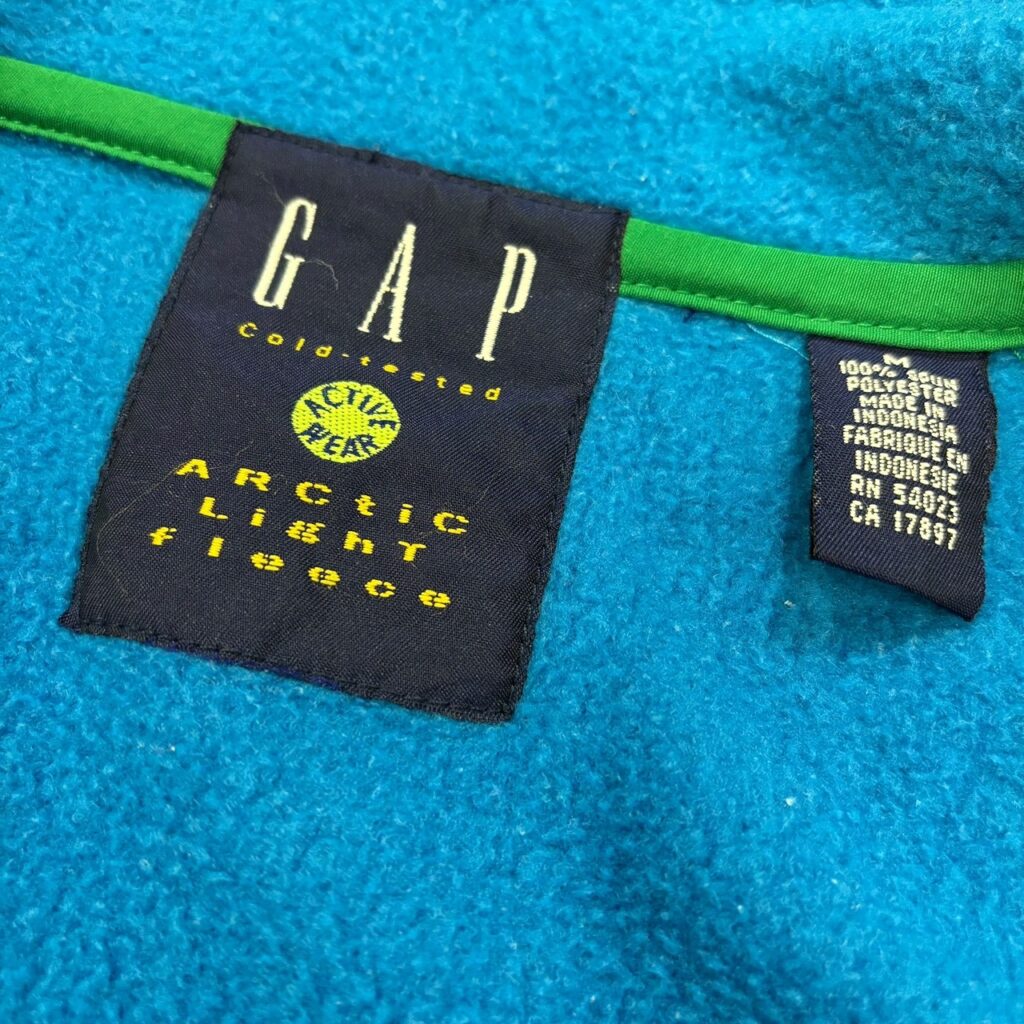 GAP
Cold-tested
ACTIVE
WEAR
ARCtiC
LighT
fleece
M
100% SPUN
POLYESTER
MADE IN
INDONESIA
FABRIQUE EN
INDONESIE
RN 54023
CA 17897